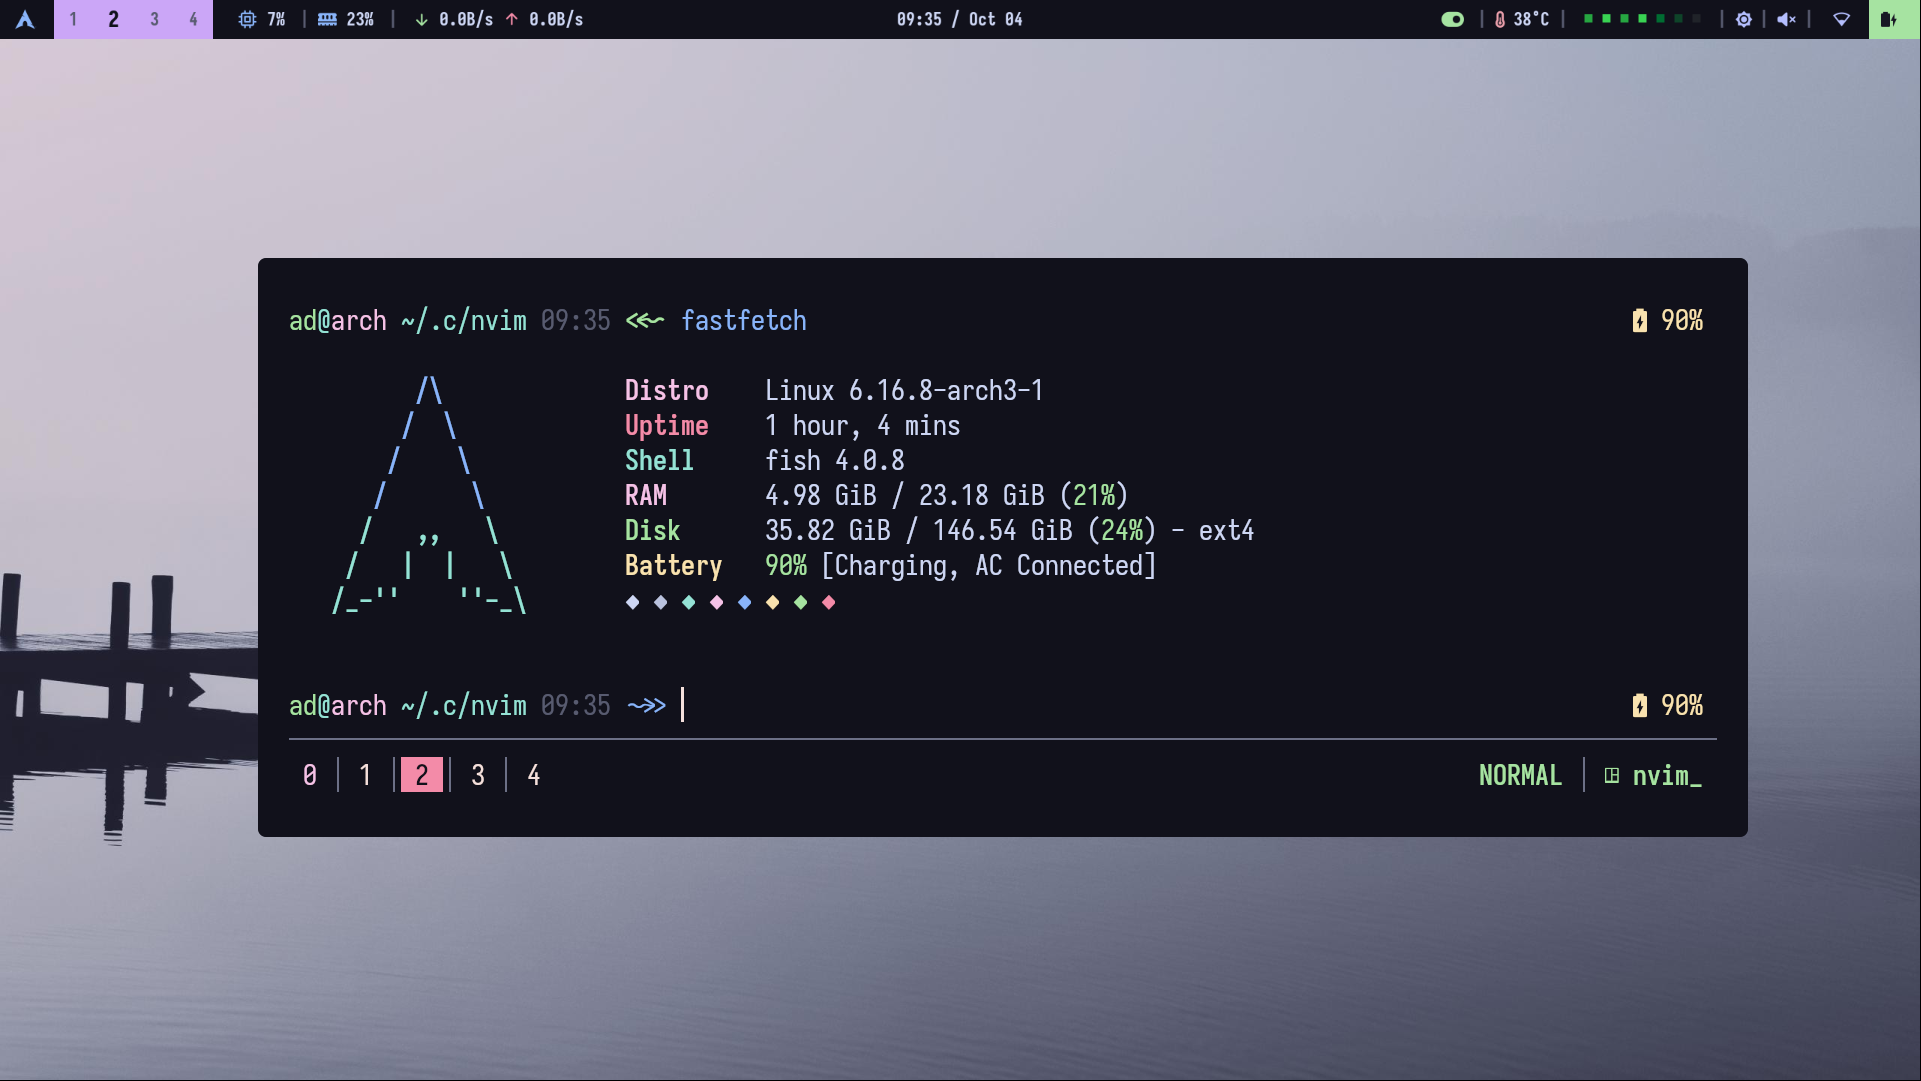 1 2 3 4 7% | 23% | ↓ 0.0B/s ↑ 0.0B/s 09:35 / Oct 04 | 38°C | | | |
ad@arch ~/.c/nvim 09:35 fastfetch 90%
Distro Linux 6.16.8-arch3-1
Uptime 1 hour, 4 mins
Shell fish 4.0.8
RAM 4.98 GiB / 23.18 GiB (21%)
Disk 35.82 GiB / 146.54 GiB (24%) - ext4
Battery 90% [Charging, AC Connected]
ad@arch ~/.c/nvim 09:35 90%
0 | 1 | 2 | 3 | 4 NORMAL | nvim_